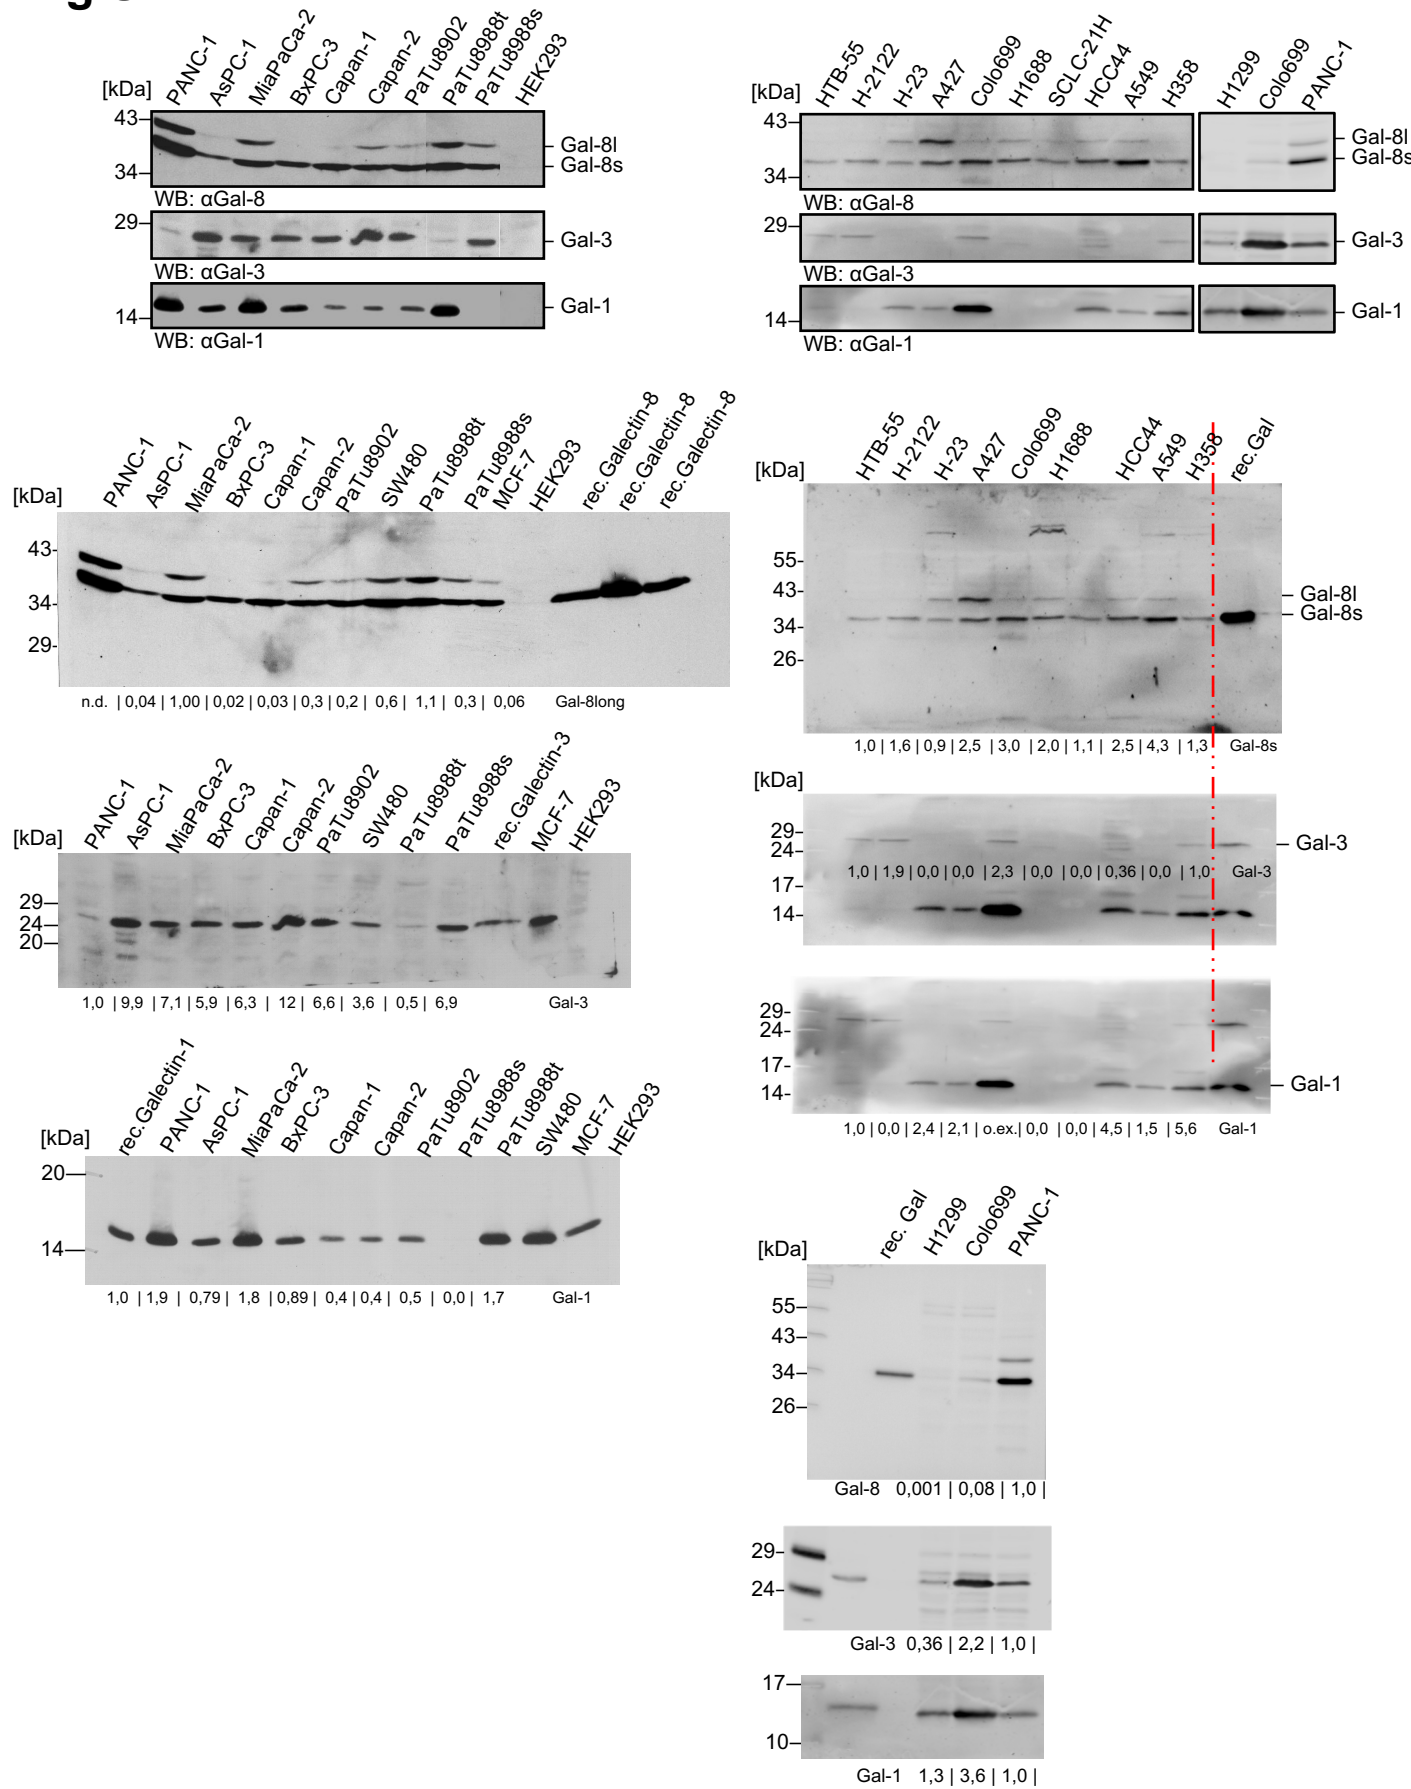 [kDa] PANC-1 AsPC-1 MiaPaCa-2 BxPC-3 Capan-1 Capan-2 PaTu8902 PaTu8988t PaTu8988s HEK293
43
Gal-8l
Gal-8s
34
WB: αGal-8
29
Gal-3
WB: αGal-3
Gal-1
14
WB: αGal-1
[kDa] HTB-55 H-2122 H-23 A427 Colo699 H1688 SCLC-21H HCC44 A549 H358 H1299 Colo699 PANC-1
43
Gal-8l
Gal-8s
34
WB: αGal-8
29
Gal-3
WB: αGal-3
Gal-1
14
WB: αGal-1
[kDa] PANC-1 AsPC-1 MiaPaCa-2 BxPC-3 Capan-1 Capan-2 PaTu8902 SW480 PaTu8988t PaTu8988s MCF-7 HEK293 rec.Galectin-8 rec.Galectin-8 rec.Galectin-8
43-
34-
29-
n.d. | 0,04 | 1,00 | 0,02 | 0,03 | 0,3 | 0,2 | 0,6 | 1,1 | 0,3 | 0,06 Gal-8long
[kDa] PANC-1 AsPC-1 MiaPaCa-2 BxPC-3 Capan-1 Capan-2 PaTu8902 SW480 PaTu8988t PaTu8988s rec.Galectin-3 MCF-7 HEK293
29
24
20
1,0 | 9,9 | 7,1 | 5,9 | 6,3 | 12 | 6,6 | 3,6 | 0,5 | 6,9 Gal-3
[kDa] rec.Galectin-1 PANC-1 AsPC-1 MiaPaCa-2 BxPC-3 Capan-1 Capan-2 PaTu8902 PaTu8988s PaTu8988t SW480 MCF-7 HEK293
20
14
1,0 | 1,9 | 0,79 | 1,8 | 0,89 | 0,4 | 0,4 | 0,5 | 0,0 | 1,7 Gal-1
[kDa] HTB-55 H-2122 H-23 A427 Colo699 H1688 HCC44 A549 H358 rec.Gal
55-
43-
Gal-8l
Gal-8s
34-
26-
1,0 | 1,6 | 0,9 | 2,5 | 3,0 | 2,0 | 1,1 | 2,5 | 4,3 | 1,3 Gal-8s
[kDa]
29-
24-
Gal-3
1,0 | 1,9 | 0,0 | 0,0 | 2,3 | 0,0 | 0,0 | 0,36 | 0,0 | 1,0 Gal-3
17-
14-
29-
24-
17-
14-
Gal-1
1,0 | 0,0 | 2,4 | 2,1 | o.ex.| 0,0 | 0,0 | 4,5 | 1,5 | 5,6 Gal-1
[kDa] rec. Gal H1299 Colo699 PANC-1
55
43
34
26
Gal-8 0,001 | 0,08 | 1,0 |
29-
24-
Gal-3 0,36 | 2,2 | 1,0 |
17
10
Gal-1 1,3 | 3,6 | 1,0 |